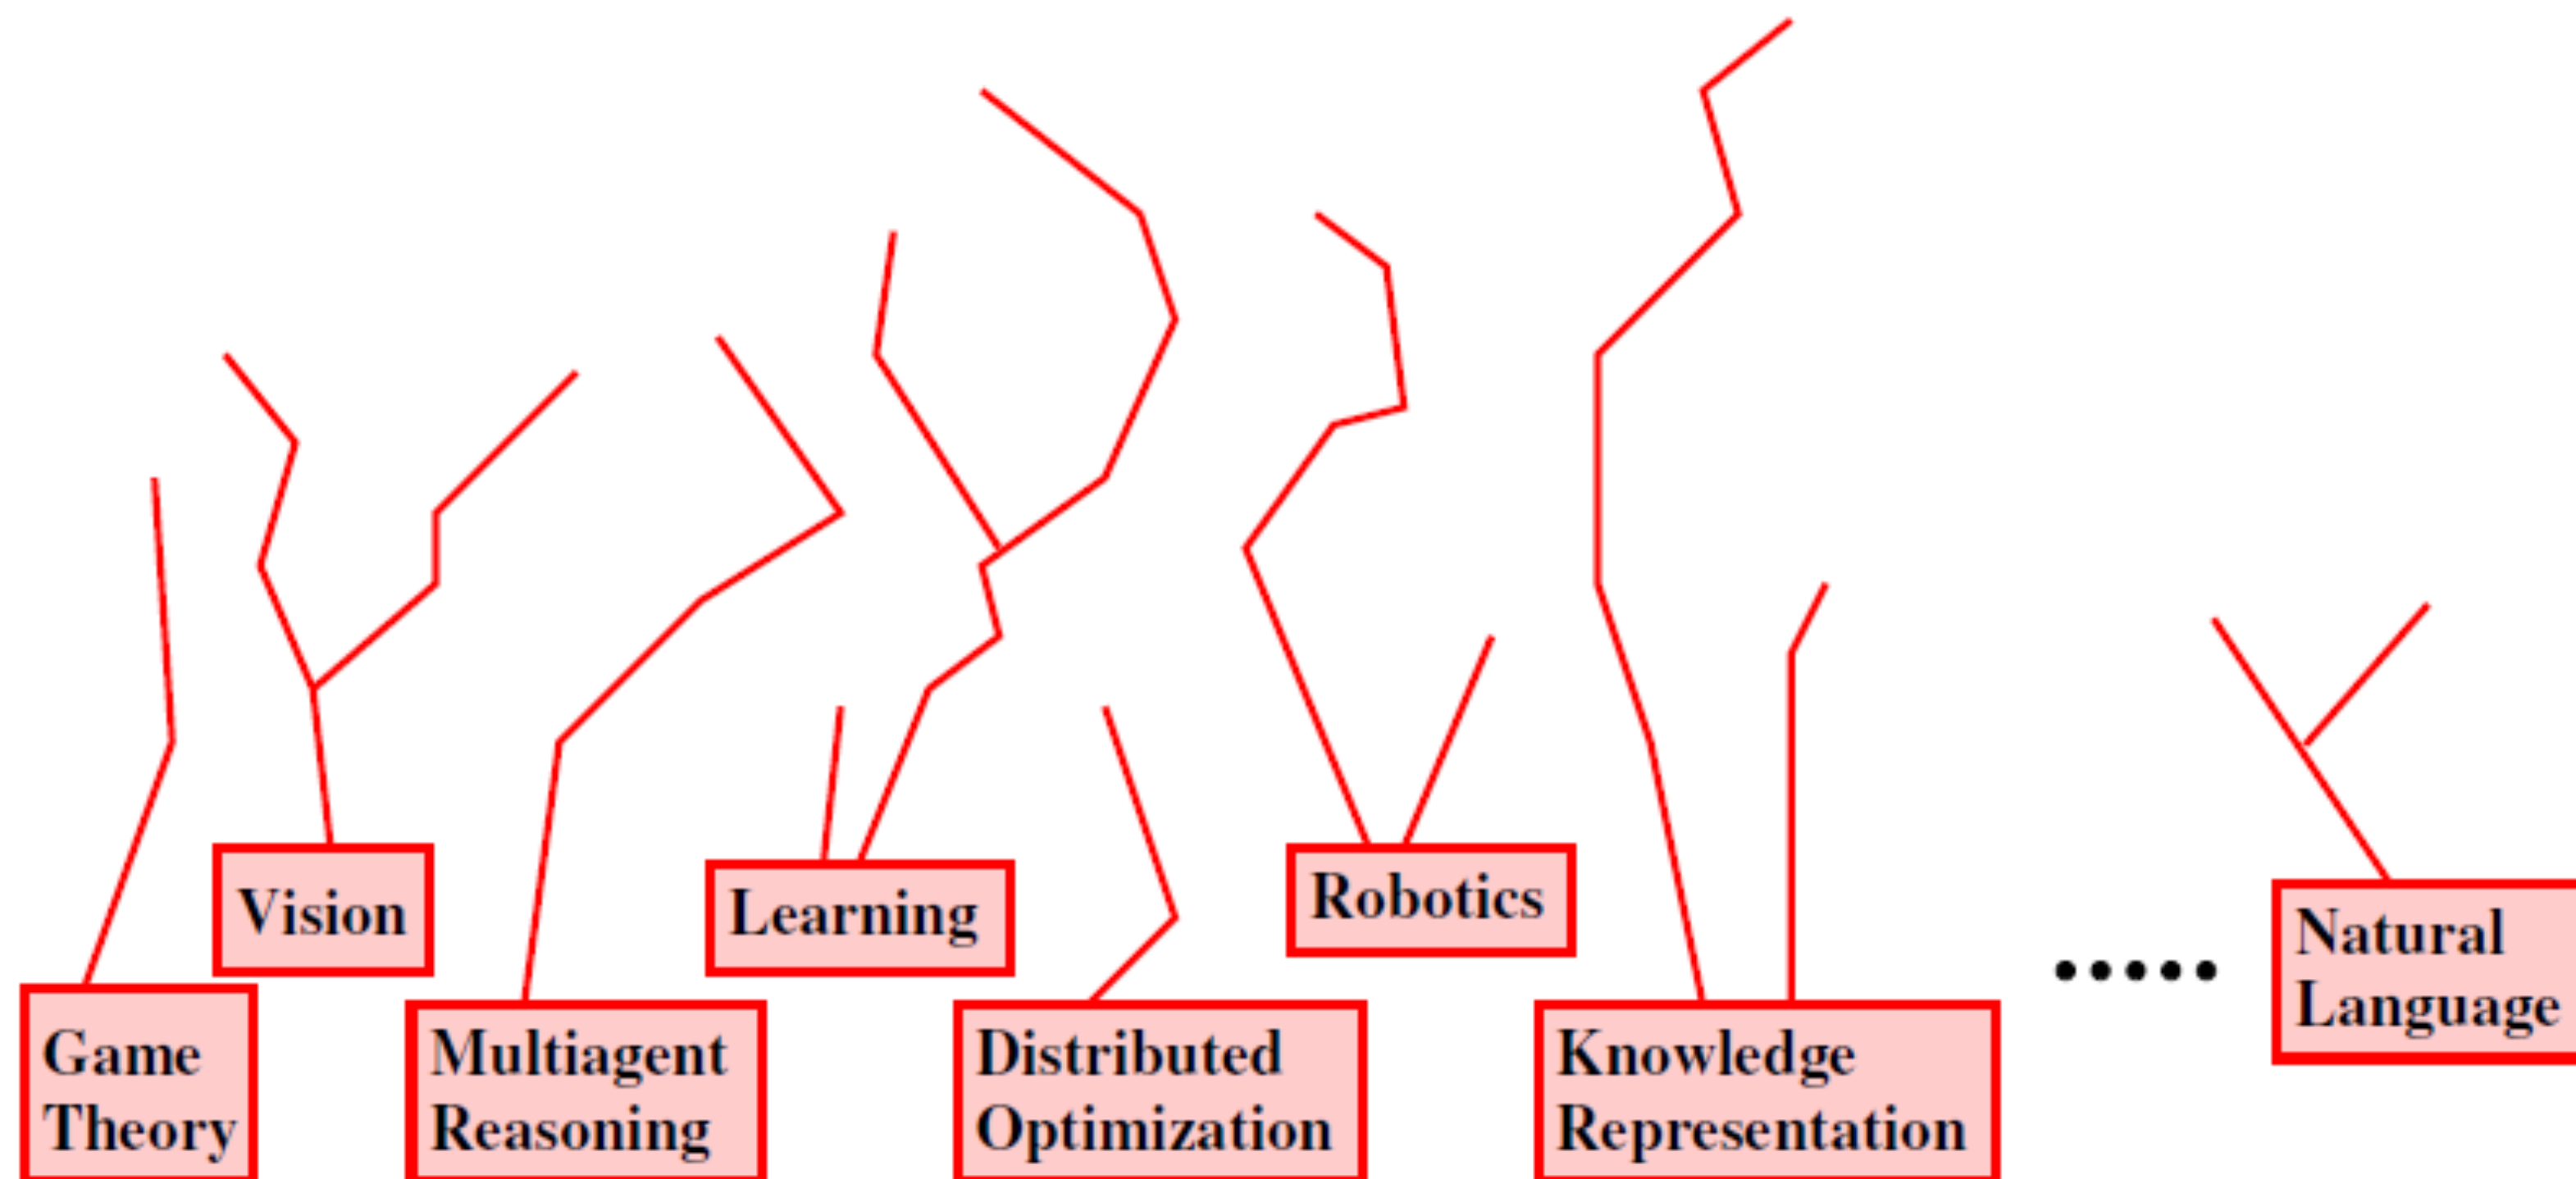 Vision
Learning
Robotics
Natural
Language
Game
Theory
Multiagent
Reasoning
Distributed
Optimization
Knowledge
Representation